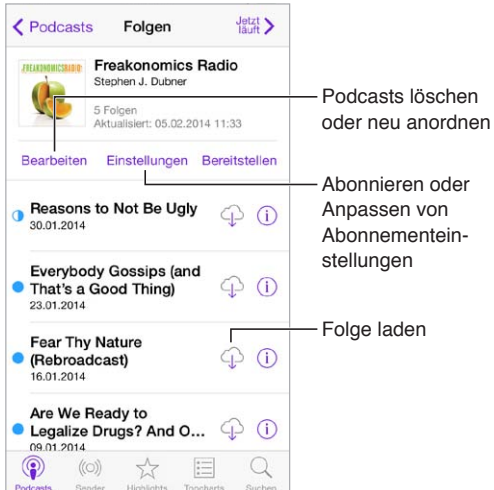 Podcasts
Folgen
Jetzt
läuft
FREAKONOMICSRADIO
Freakonomics Radio
Stephen J. Dubner
5 Folgen
Aktualisiert: 05.02.2014 11:33
Bearbeiten
Einstellungen
Bereitstellen
Reasons to Not Be Ugly
30.01.2014
Everybody Gossips (and
That's a Good Thing)
23.01.2014
Fear Thy Nature
(Rebroadcast)
16.01.2014
Are We Ready to
Legalize Drugs? And O...
09.01.2014
Podcasts
Sender
Highlights
Topcharts
Suchen
Podcasts löschen
oder neu anordnen
Abonnieren oder
Anpassen von
Abonnementein-
stellungen
Folge laden